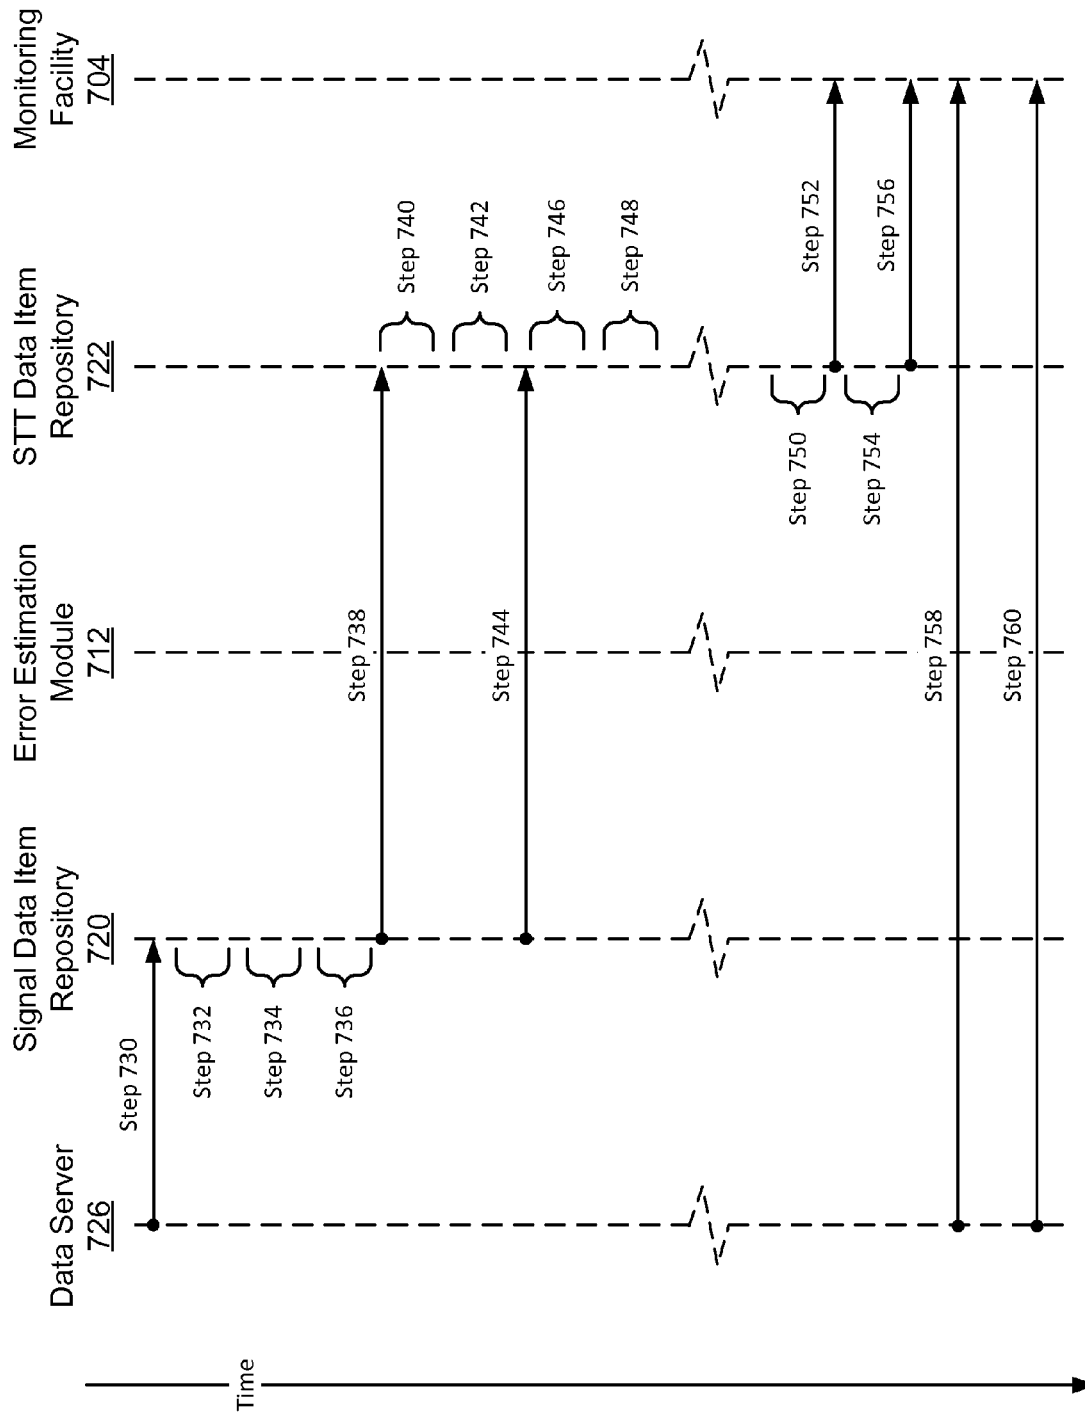 Data Server
726
Signal Data Item
Repository
720
Error Estimation
Module
712
STT Data Item
Repository
722
Monitoring
Facility
704
Time
Step 730
Step 732
Step 734
Step 736
Step 738
Step 740
Step 742
Step 744
Step 746
Step 748
Step 750
Step 752
Step 754
Step 756
Step 758
Step 760